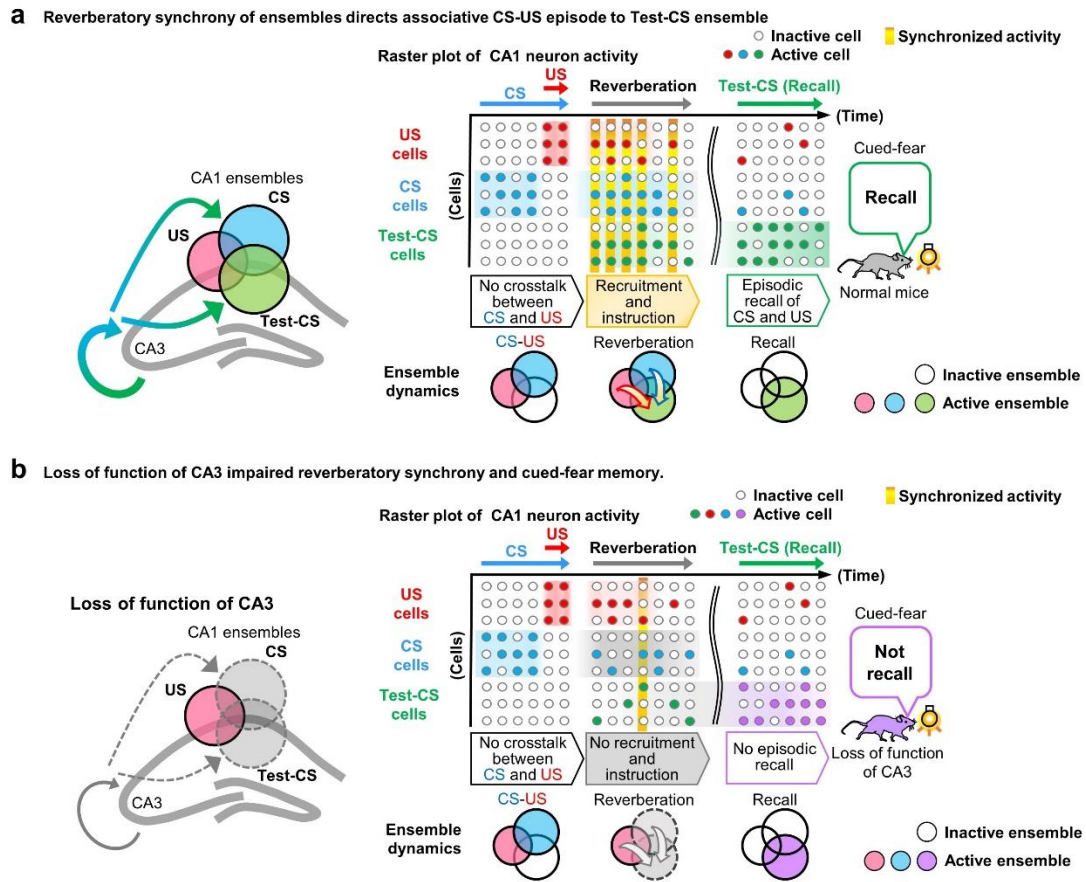 a Reverberatory synchrony of ensembles directs associative CS-US episode to Test-CS ensemble
Inactive cell
Active cell
Synchronized activity
Raster plot of CA1 neuron activity
US
CS
Reverberation
Test-CS (Recall)
(Time)
US
cells
CS
cells
Test-CS
cells
(Cells)
CA1 ensembles
CS
US
Test-CS
CA3
Cued-fear
Recall
Normal mice
No crosstalk
between
CS and US
Recruitment
and
instruction
Episodic
recall of
CS and US
Ensemble
dynamics
CS-US
Reverberation
Recall
Inactive ensemble
Active ensemble
b Loss of function of CA3 impaired reverberatory synchrony and cued-fear memory.
Inactive cell
Active cell
Synchronized activity
Raster plot of CA1 neuron activity
US
CS
Reverberation
Test-CS (Recall)
(Time)
US
cells
CS
cells
Test-CS
cells
(Cells)
Loss of function of CA3
CA1 ensembles
CS
US
Test-CS
CA3
Cued-fear
Not
recall
Loss of function
of CA3
No crosstalk
between
CS and US
No recruitment
and
instruction
No episodic
recall
Ensemble
dynamics
CS-US
Reverberation
Recall
Inactive ensemble
Active ensemble